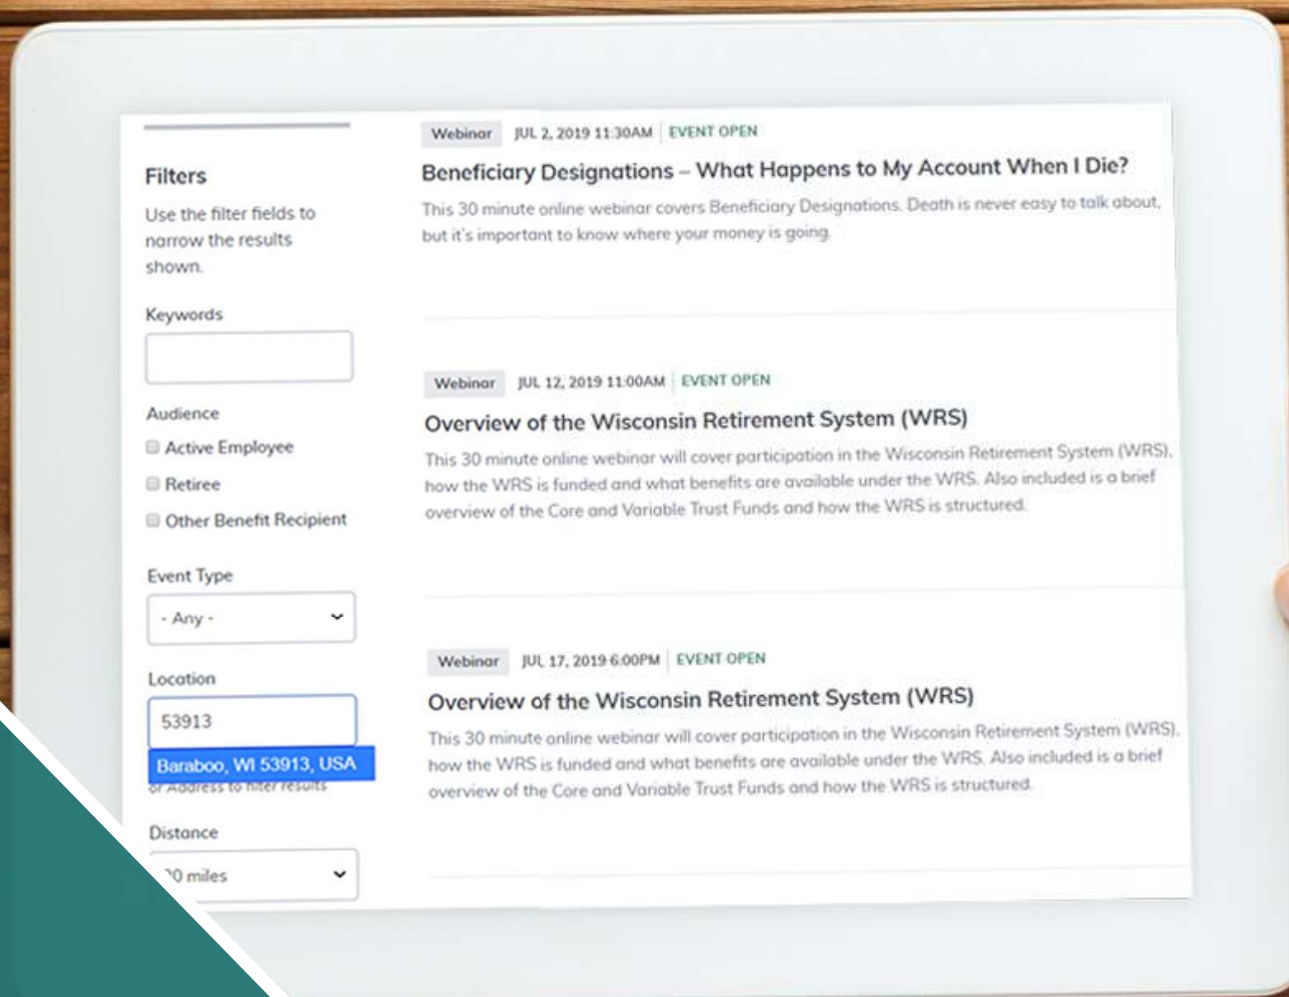 Filters
Use the filter fields to
narrow the results
shown.
Keywords
Audience
Active Employee
Retiree
Other Benefit Recipient
Event Type
- Any -
Location
53913
Baraboo, WI 53913, USA
or Address to filter results
Distance
miles
Webinar JUL 2, 2019 11:30AM EVENT OPEN
Beneficiary Designations – What Happens to My Account When I Die?
This 30 minute online webinar covers Beneficiary Designations. Death is never easy to talk about,
but it's important to know where your money is going.
Webinar JUL 12, 2019 11:00AM EVENT OPEN
Overview of the Wisconsin Retirement System (WRS)
This 30 minute online webinar will cover participation in the Wisconsin Retirement System (WRS),
how the WRS is funded and what benefits are available under the WRS. Also included is a brief
overview of the Core and Variable Trust Funds and how the WRS is structured.
Webinar JUL 17, 2019 6:00PM EVENT OPEN
Overview of the Wisconsin Retirement System (WRS)
This 30 minute online webinar will cover participation in the Wisconsin Retirement System (WRS),
how the WRS is funded and what benefits are available under the WRS. Also included is a brief
overview of the Core and Variable Trust Funds and how the WRS is structured.